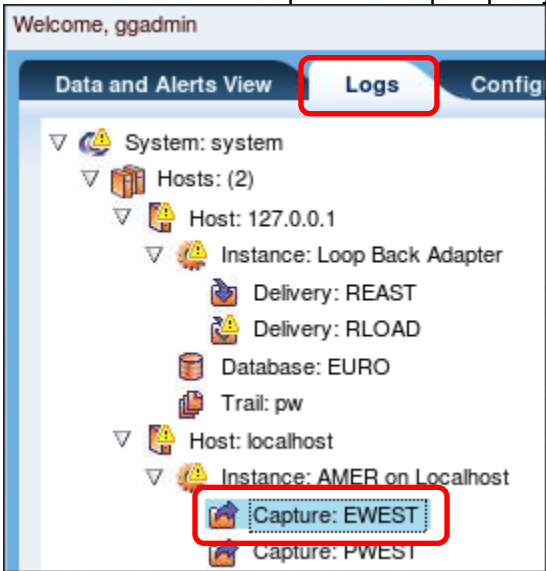 Welcome, ggadmin
Data and Alerts View Logs Config
System: system
Hosts: (2)
Host: 127.0.0.1
Instance: Loop Back Adapter
Delivery: REAST
Delivery: RLOAD
Database: EURO
Trail: pw
Host: localhost
Instance: AMER on Localhost
Capture: EWEST
Capture: PWEST